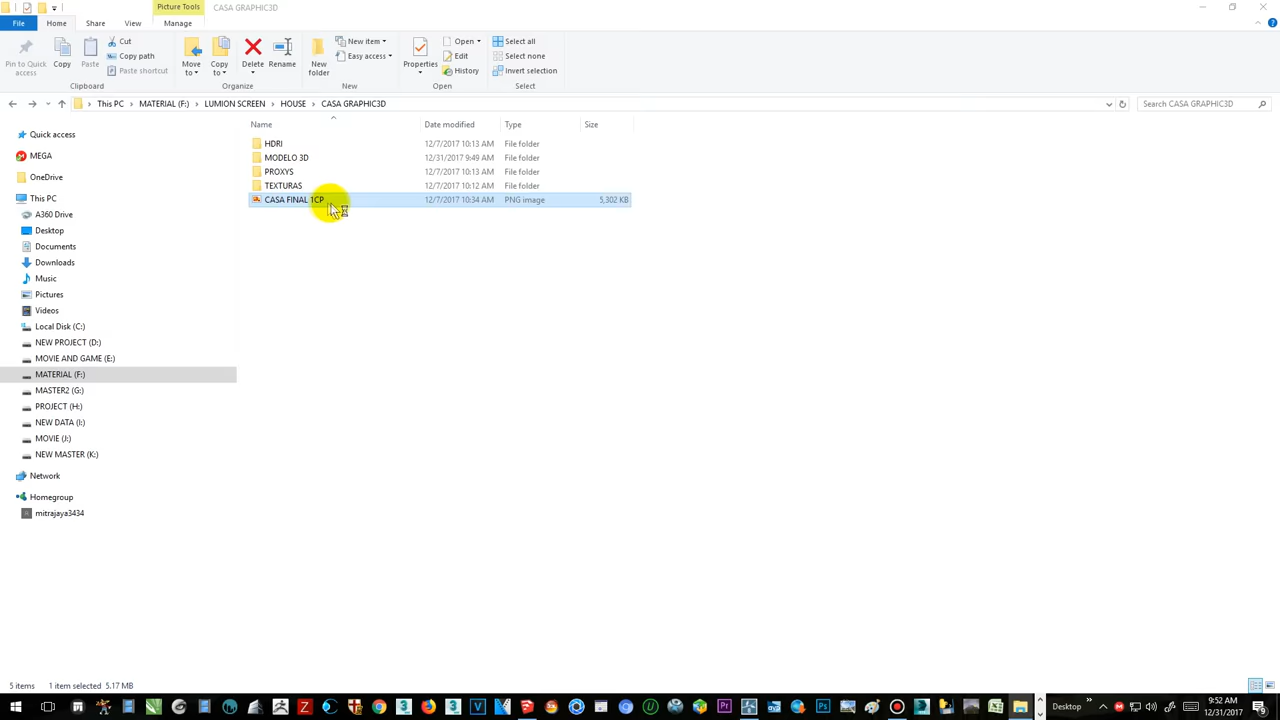 Picture Tools
CASA GRAPHIC3D
File
Home
Share
View
Manage
Pin to Quick access
Copy
Paste
Cut
Copy path
Paste shortcut
Clipboard
Move to
Copy to
Delete
Rename
Organize
New folder
New item
Easy access
New
Properties
Open
Edit
History
Open
Select all
Select none
Invert selection
Select
This PC > MATERIAL (F:) > LUMION SCREEN > HOUSE > CASA GRAPHIC3D
Search CASA GRAPHIC3D
Name Date modified Type Size
HDRI 12/7/2017 10:13 AM File folder
MODELO 3D 12/31/2017 9:49 AM File folder
PROXYS 12/7/2017 10:13 AM File folder
TEXTURAS 12/7/2017 10:12 AM File folder
CASA FINAL 1CP 12/7/2017 10:34 AM PNG image 5,302 KB
Quick access
MEGA
OneDrive
This PC
A360 Drive
Desktop
Documents
Downloads
Music
Pictures
Videos
Local Disk (C:)
NEW PROJECT (D:)
MOVIE AND GAME (E:)
MATERIAL (F:)
MASTER2 (G:)
PROJECT (H:)
NEW DATA (I:)
MOVIE (J:)
NEW MASTER (K:)
Network
Homegroup
mitrajaya3434
5 items 1 item selected 5.17 MB
Desktop
9:52 AM
12/31/2017